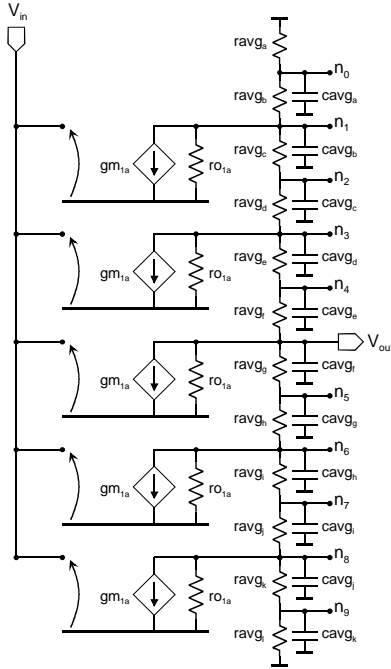 V_in
ravg_a
n_0
ravg_b
cavg_a
n_1
gm_1a
ro_1a
ravg_c
cavg_b
n_2
ravg_d
cavg_c
n_3
gm_1a
ro_1a
ravg_e
cavg_d
n_4
ravg_f
cavg_e
V_ou
gm_1a
ro_1a
ravg_g
cavg_f
n_5
ravg_h
cavg_g
n_6
gm_1a
ro_1a
ravg_i
cavg_h
n_7
ravg_j
cavg_i
n_8
gm_1a
ro_1a
ravg_k
cavg_j
n_9
ravg_l
cavg_k